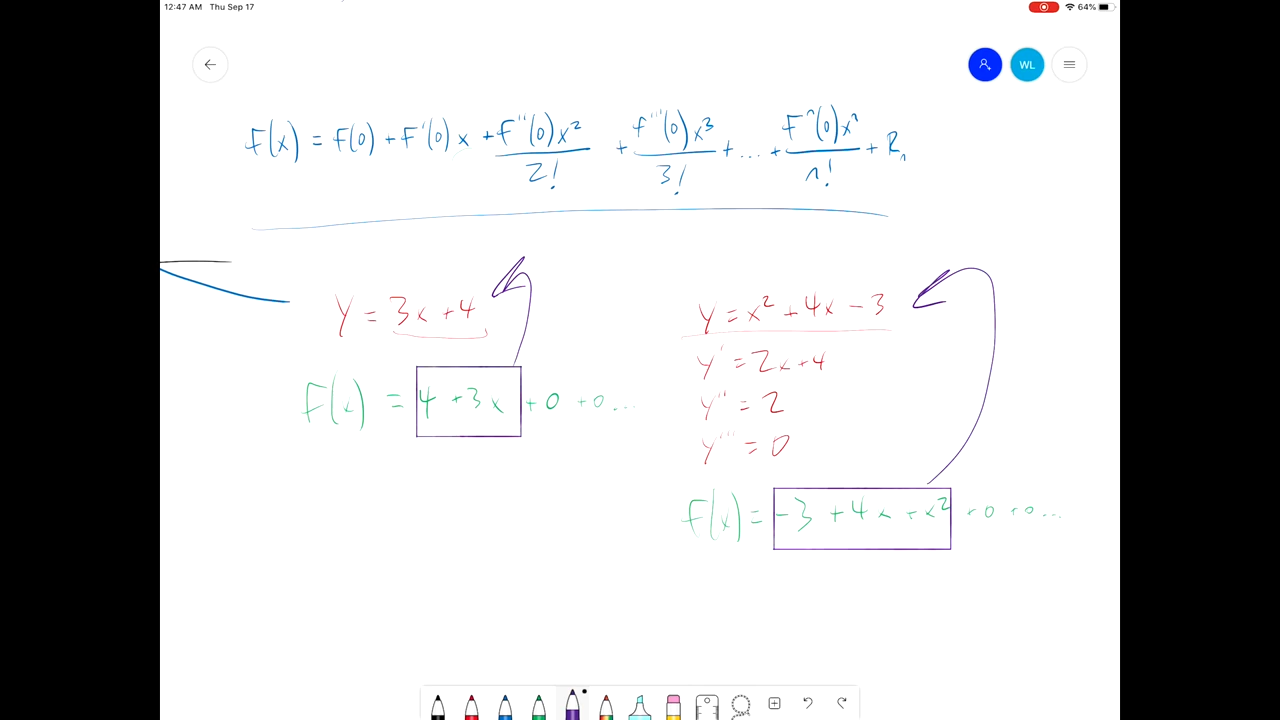 12:47 AM Thu Sep 17
64%
WL
F(x) = F(0) + F'(0)x + F''(0)x²/2! + F'''(0)x³/3! + ... + Fⁿ(0)xⁿ/n! + Rₙ
y = 3x + 4
F(x) = 4 + 3x + 0 + 0...
y = x² + 4x - 3
y' = 2x + 4
y'' = 2
y''' = 0
F(x) = -3 + 4x + x² + 0 + 0...